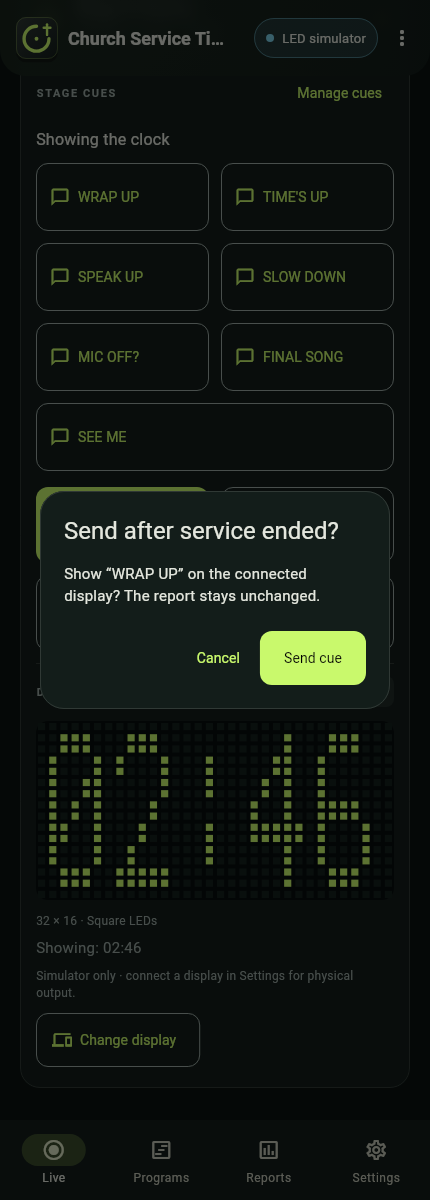 Church Service Ti...
LED simulator
STAGE CUES
Manage cues
Showing the clock
WRAP UP
TIME'S UP
SPEAK UP
SLOW DOWN
MIC OFF?
FINAL SONG
SEE ME
Send after service ended?
Show “WRAP UP” on the connected
display? The report stays unchanged.
Cancel
Send cue
02:46
32 × 16 · Square LEDs
Showing: 02:46
Simulator only · connect a display in Settings for physical
output.
Change display
Live
Programs
Reports
Settings